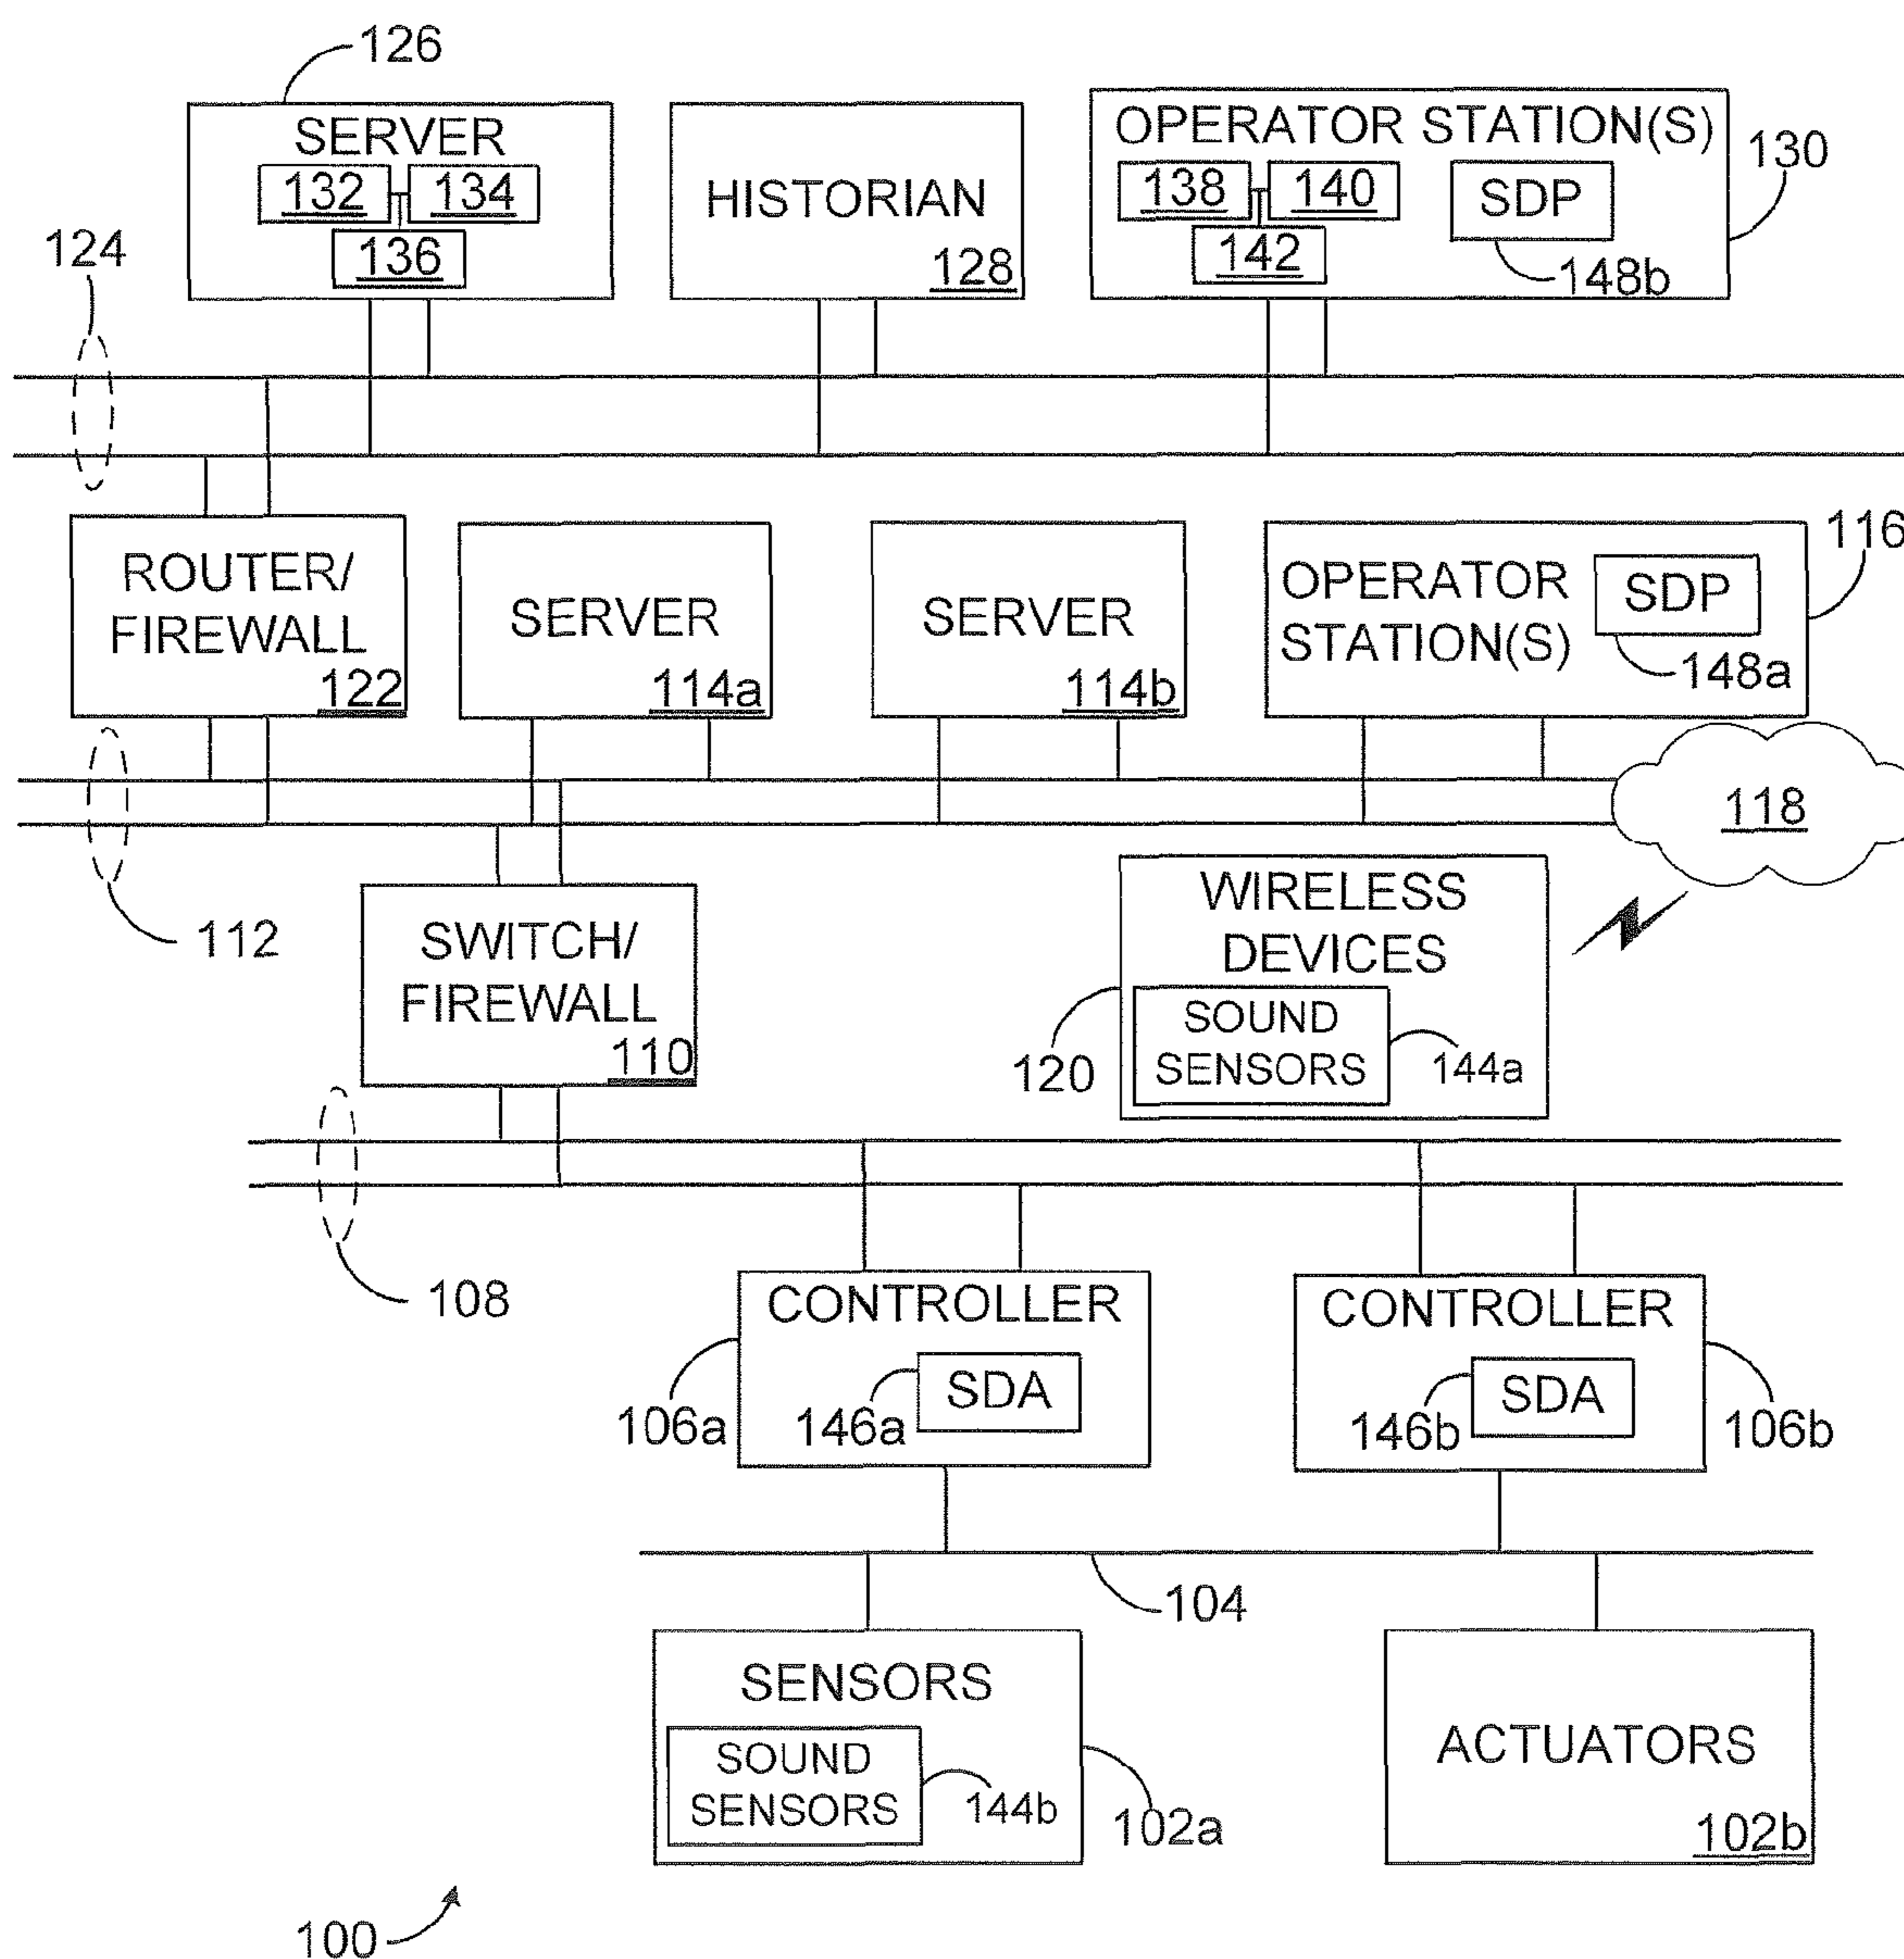 126
SERVER
132
134
136
HISTORIAN
128
OPERATOR STATION(S)
138
140
142
SDP
148b
130
124
ROUTER/
FIREWALL
122
SERVER
114a
SERVER
114b
OPERATOR
STATION(S)
SDP
148a
116
118
112
SWITCH/
FIREWALL
110
WIRELESS
DEVICES
SOUND
SENSORS
144a
120
108
CONTROLLER
SDA
106a
146a
CONTROLLER
SDA
146b
106b
104
SENSORS
SOUND
SENSORS
144b
102a
ACTUATORS
102b
100